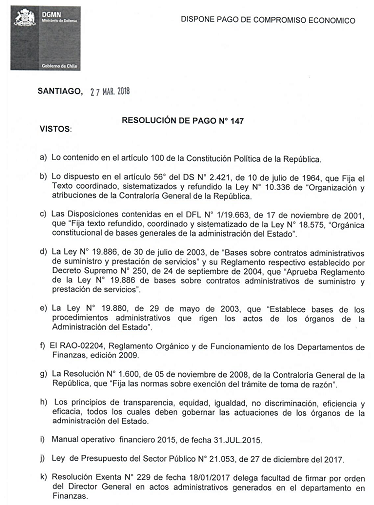 DGMN
Ministerio de Defensa
Gobierno de Chile
DISPONE PAGO DE COMPROMISO ECONOMICO
SANTIAGO, 27 MAR. 2018
RESOLUCIÓN DE PAGO N° 147
VISTOS:
a) Lo contenido en el artículo 100 de la Constitución Política de la República.
b) Lo dispuesto en el artículo 56° del DS N° 2.421, de 10 de julio de 1964, que Fija el
Texto coordinado, sistematizados y refundido la Ley N° 10.336 de "Organización y
atribuciones de la Contraloría General de la República.
c) Las Disposiciones contenidas en el DFL N° 1/19.663, de 17 de noviembre de 2001,
que "Fija texto refundido, coordinado y sistematizado de la Ley N° 18.575, "Orgánica
constitucional de bases generales de la administración del Estado".
d) La Ley N° 19.886, de 30 de julio de 2003, de "Bases sobre contratos administrativos
de suministro y prestación de servicios" y su Reglamento respectivo establecido por
Decreto Supremo N° 250, de 24 de septiembre de 2004, que "Aprueba Reglamento
de la Ley N° 19.886 de bases sobre contratos administrativos de suministro y
prestación de servicios".
e) La Ley N° 19.880, de 29 de mayo de 2003, que "Establece bases de los
procedimientos administrativos que rigen los actos de los órganos de la
Administración del Estado".
f) El RAO-02204, Reglamento Orgánico y de Funcionamiento de los Departamentos de
Finanzas, edición 2009.
g) La Resolución N° 1.600, de 05 de noviembre de 2008, de la Contraloría General de la
República, que "Fija las normas sobre exención del trámite de toma de razón".
h) Los principios de transparencia, equidad, igualdad, no discriminación, eficiencia y
eficacia, todos los cuales deben gobernar las actuaciones de los órganos de la
administración del Estado.
i) Manual operativo financiero 2015, de fecha 31.JUL.2015.
j) Ley de Presupuesto del Sector Público N° 21.053, de 27 de diciembre del 2017.
k) Resolución Exenta N° 229 de fecha 18/01/2017 delega facultad de firmar por orden
del Director General en actos administrativos generados en el departamento en
Finanzas.